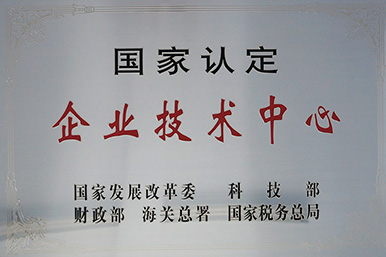 国家认定
企业技术中心
国家发展改革委 科技部
财政部 海关总署 国家税务总局